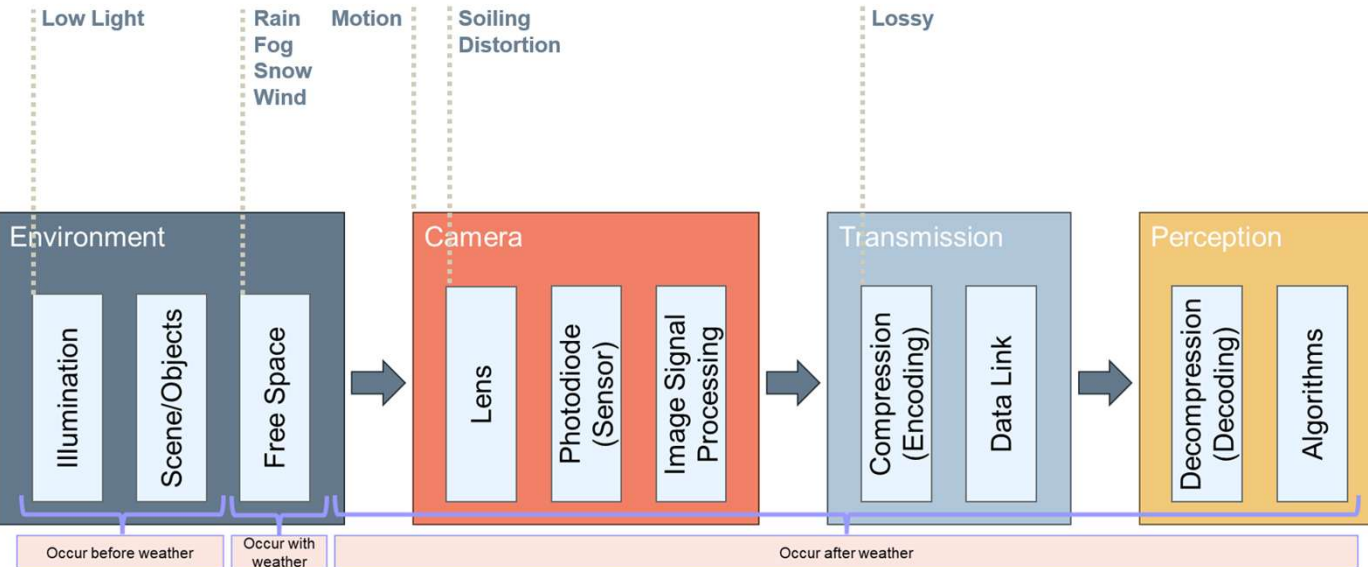 Low Light
Rain
Fog
Snow
Wind
Motion
Soiling
Distortion
Lossy
Environment
Illumination
Scene/Objects
Free Space
Camera
Lens
Photodiode
(Sensor)
Image Signal
Processing
Transmission
Compression
(Encoding)
Data Link
Perception
Decompression
(Decoding)
Algorithms
Occur before weather
Occur with
weather
Occur after weather